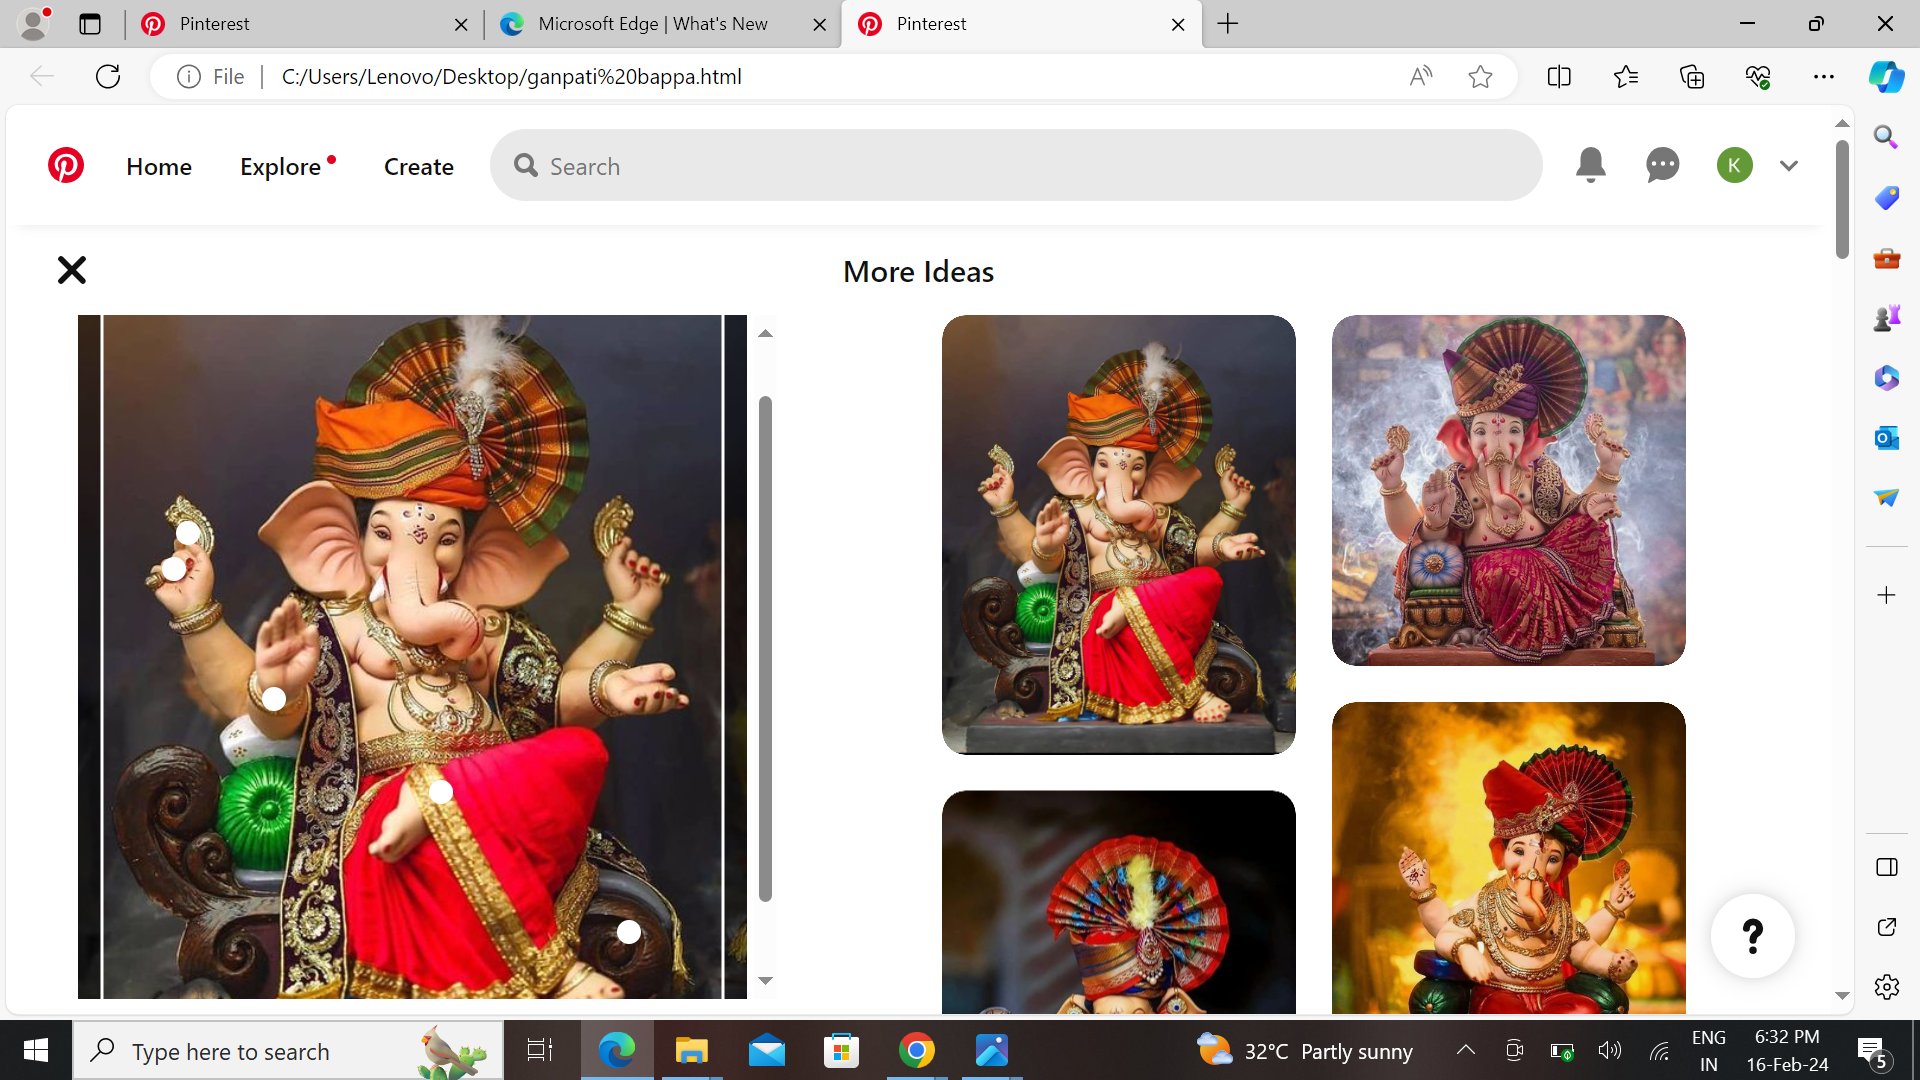 Pinterest
Microsoft Edge | What's New
Pinterest
File
C:/Users/Lenovo/Desktop/ganpati%20bappa.html
Home
Explore
Create
Search
K
More Ideas
?
Type here to search
32°C Partly sunny
ENG
IN
6:32 PM
16-Feb-24
5